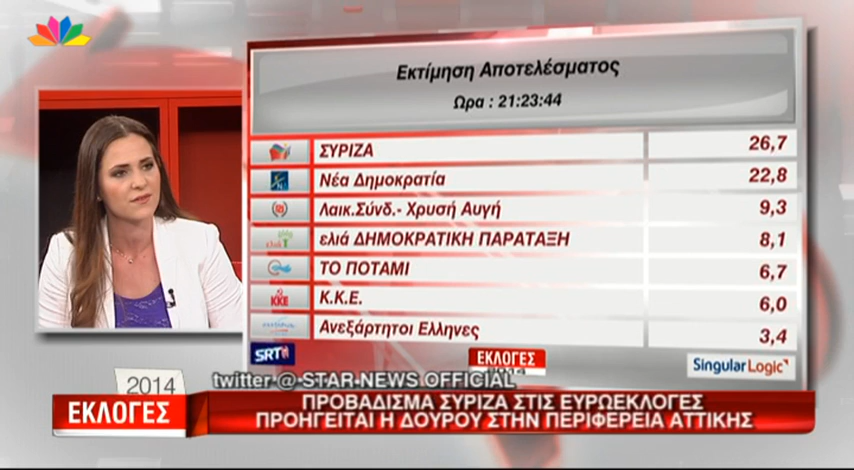 Εκτίμηση Αποτελέσματος
Ωρα : 21:23:44
ΣΥΡΙΖΑ 26,7
Νέα Δημοκρατία 22,8
Λαικ.Σύνδ.- Χρυσή Αυγή 9,3
ελιά ΔΗΜΟΚΡΑΤΙΚΗ ΠΑΡΑΤΑΞΗ 8,1
ΤΟ ΠΟΤΑΜΙ 6,7
ΚΚΕ Κ.Κ.Ε. 6,0
Ανεξάρτητοι Ελληνες 3,4
SRT
ΕΚΛΟΓΕΣ
2014
SingularLogic
2014
twitter @ STAR NEWS OFFICIAL
ΕΚΛΟΓΕΣ
ΠΡΟΒΑΔΙΣΜΑ ΣΥΡΙΖΑ ΣΤΙΣ ΕΥΡΩΕΚΛΟΓΕΣ
ΠΡΟΗΓΕΙΤΑΙ Η ΔΟΥΡΟΥ ΣΤΗΝ ΠΕΡΙΦΕΡΕΙΑ ΑΤΤΙΚΗΣ